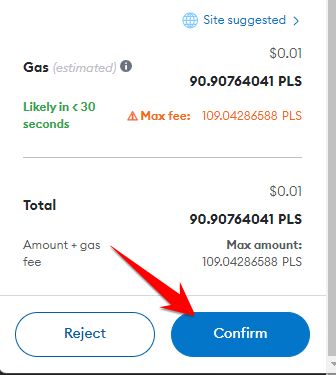 Site suggested >
$0.01
Gas (estimated) i 90.90764041 PLS
Likely in < 30 seconds
Max fee: 109.04286588 PLS
$0.01
Total 90.90764041 PLS
Amount + gas fee
Max amount: 109.04286588 PLS
Reject Confirm